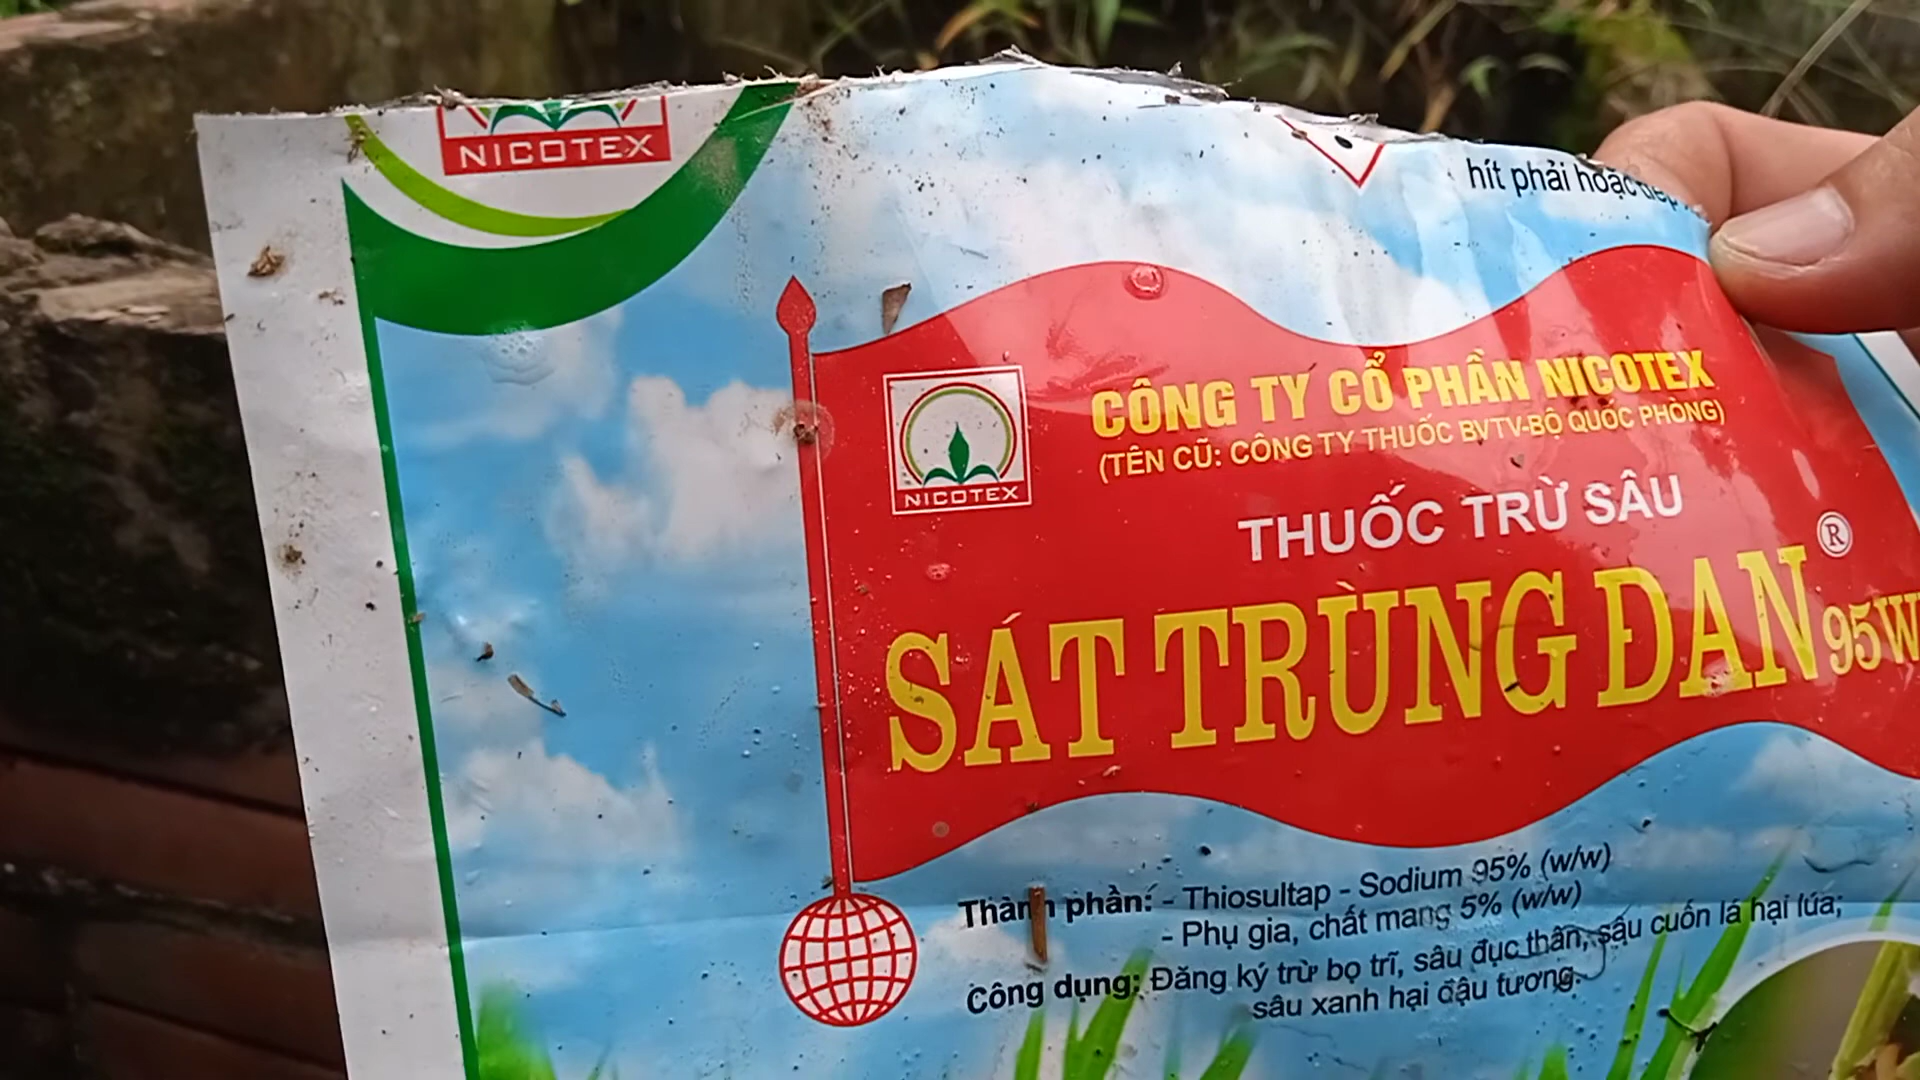 NICOTEX
hít phải hoặc
NICOTEX
CÔNG TY CỔ PHẦN NICOTEX
(TÊN CŨ: CÔNG TY THUỐC BVTV-BỘ QUỐC PHÒNG)
THUỐC TRỪ SÂU
SÁT TRÙNG ĐAN ® 95W
Thành phần: - Thiosultap - Sodium 95% (w/w)
- Phụ gia, chất mang 5% (w/w)
Công dụng: Đăng ký trừ bọ trĩ, sâu đục thân, sâu cuốn lá hại lúa;
sâu xanh hại đậu tương.